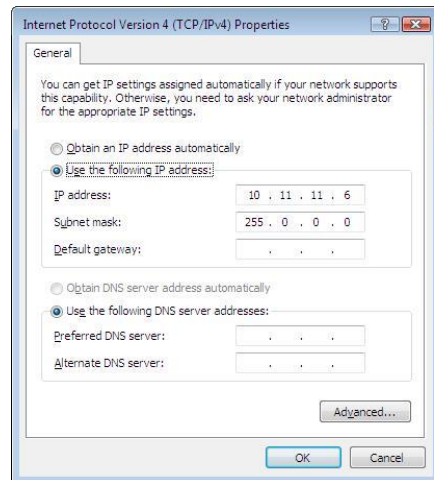 Internet Protocol Version 4 (TCP/IPv4) Properties
General
You can get IP settings assigned automatically if your network supports
this capability. Otherwise, you need to ask your network administrator
for the appropriate IP settings.
Obtain an IP address automatically
Use the following IP address:
IP address: 10 . 11 . 11 . 6
Subnet mask: 255 . 0 . 0 . 0
Default gateway: . . .
Obtain DNS server address automatically
Use the following DNS server addresses:
Preferred DNS server: . . .
Alternate DNS server: . . .
Advanced...
OK Cancel